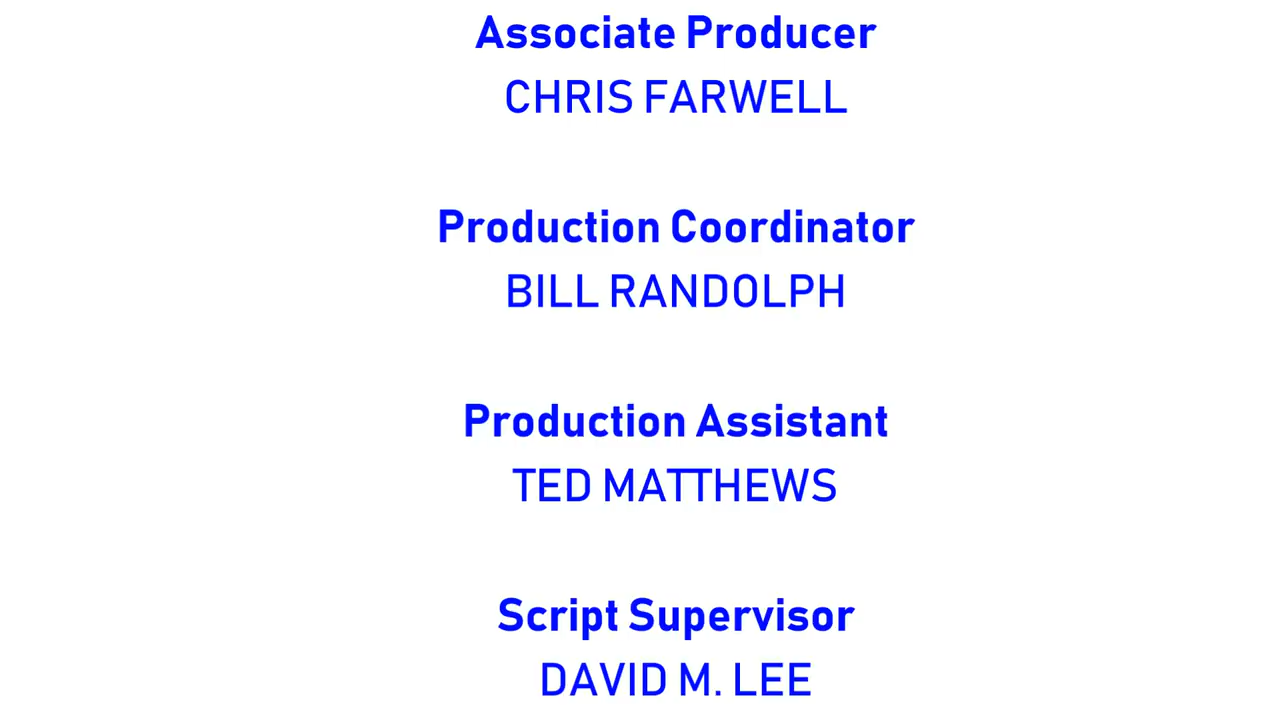 Associate Producer
CHRIS FARWELL
Production Coordinator
BILL RANDOLPH
Production Assistant
TED MATTHEWS
Script Supervisor
DAVID M. LEE